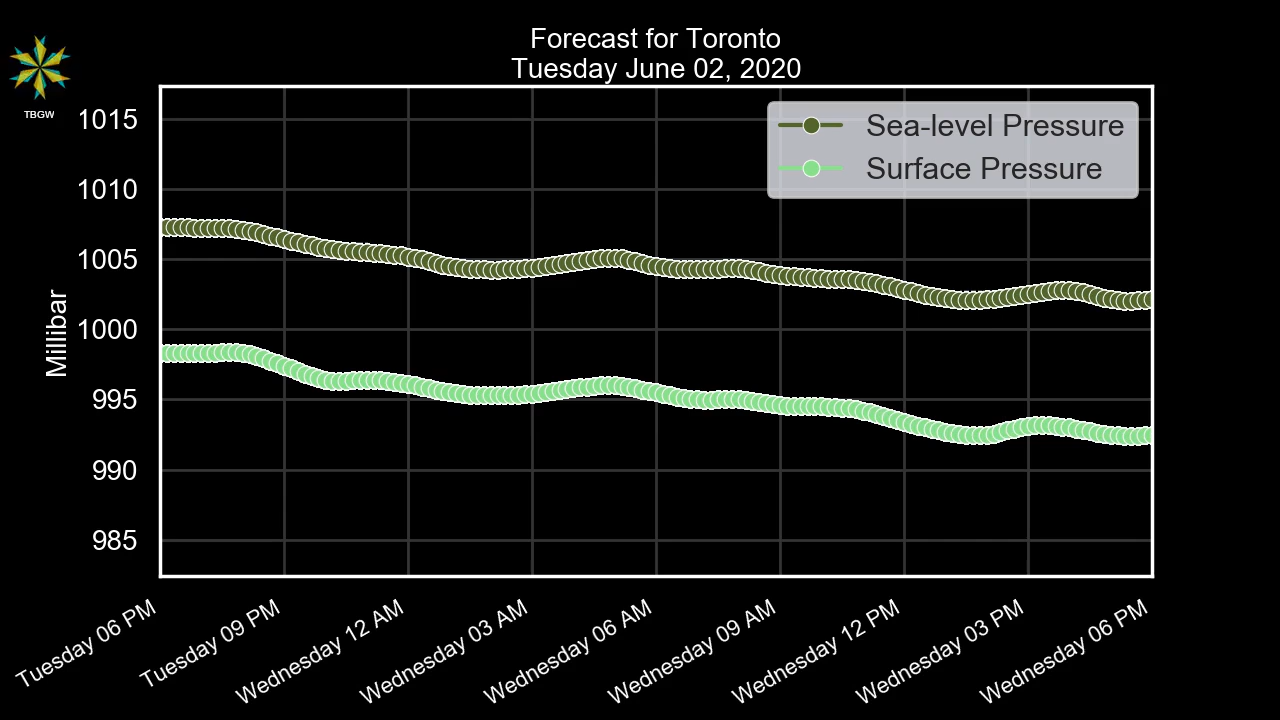 Forecast for Toronto
Tuesday June 02, 2020
TBGW
Sea-level Pressure
Surface Pressure
Millibar
1015
1010
1005
1000
995
990
985
Tuesday 06 PM
Tuesday 09 PM
Wednesday 12 AM
Wednesday 03 AM
Wednesday 06 AM
Wednesday 09 AM
Wednesday 12 PM
Wednesday 03 PM
Wednesday 06 PM